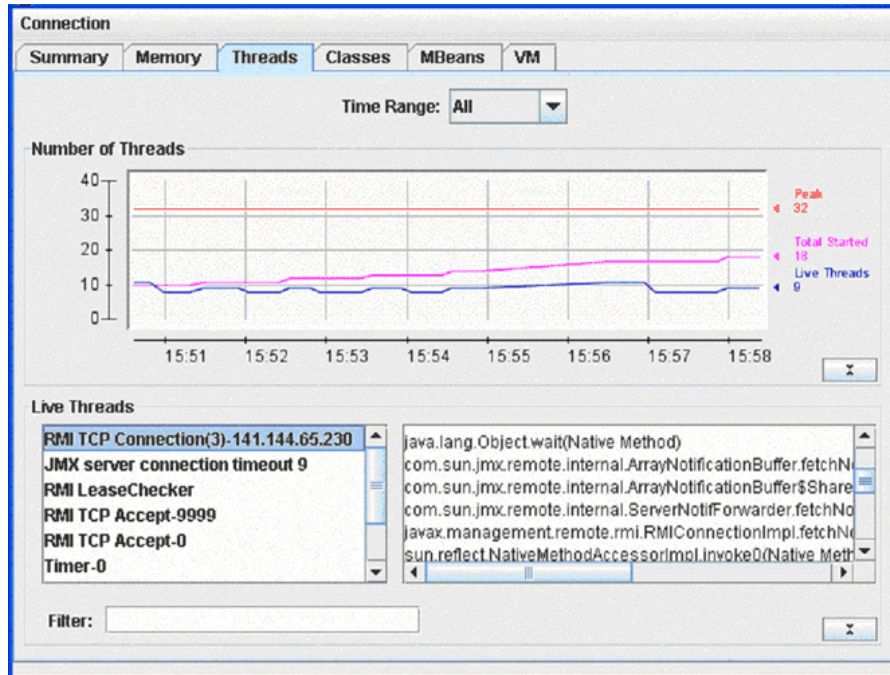 Connection
Summary Memory Threads Classes MBeans VM
Time Range: All
Number of Threads
40
30
20
10
0
Peak
32
Total Started
18
Live Threads
9
15:51 15:52 15:53 15:54 15:55 15:56 15:57 15:58
Live Threads
RMI TCP Connection(3)-141.144.65.230
JMX server connection timeout 9
RMI LeaseChecker
RMI TCP Accept-9999
RMI TCP Accept-0
Timer-0
java.lang.Object.wait(Native Method)
com.sun.jmx.remote.internal.ArrayNotificationBuffer.fetchN
com.sun.jmx.remote.internal.ArrayNotificationBuffer$Share
com.sun.jmx.remote.internal.ServerNotifForwarder.fetchNo
javax.management.remote.rmi.RMIConnectionImpl.fetchNo
sun.reflect.NativeMethodAccessorImpl.invoke0(Native Meth
Filter: